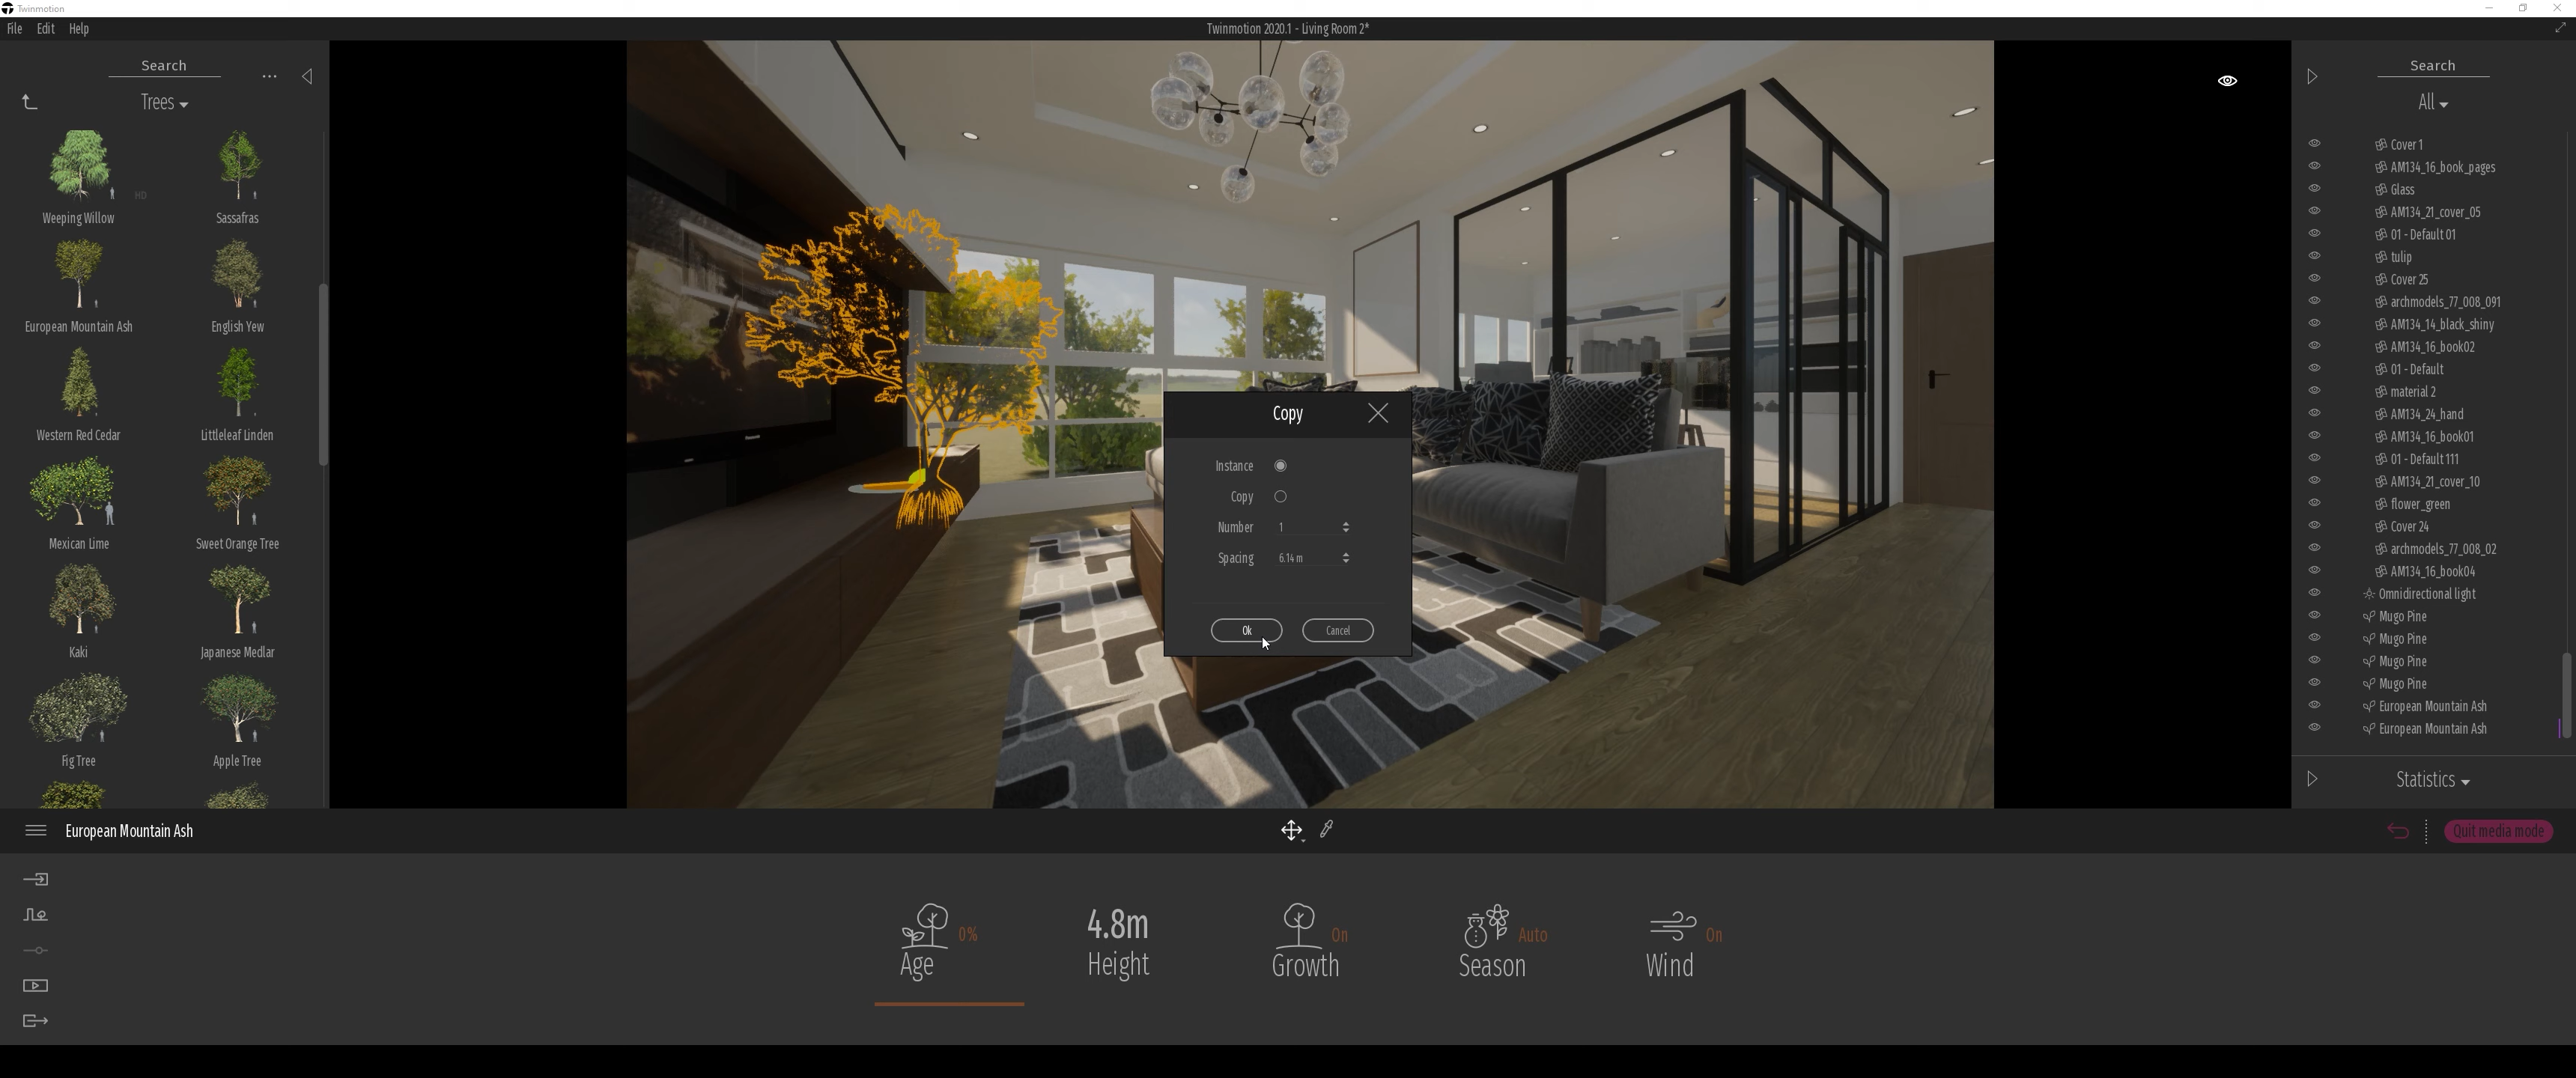 Twinmotion
File Edit Help
Twinmotion 2020.1 - Living Room 2*
Search
...
Trees
HD
Weeping Willow
Sassafras
European Mountain Ash
English Yew
Western Red Cedar
Littleleaf Linden
Mexican Lime
Sweet Orange Tree
Kaki
Japanese Medlar
Fig Tree
Apple Tree
Copy
Instance
Copy
Number 1
Spacing 6.14 m
Ok Cancel
Search
All
Cover 1
AM134_16_book_pages
Glass
AM134_21_cover_05
01 - Default 01
tulip
Cover 25
archmodels_77_008_091
AM134_14_black_shiny
AM134_16_book02
01 - Default
material 2
AM134_24_hand
AM134_16_book01
01 - Default 111
AM134_21_cover_10
flower_green
Cover 24
archmodels_77_008_02
AM134_16_book04
Omnidirectional light
Mugo Pine
Mugo Pine
Mugo Pine
Mugo Pine
European Mountain Ash
European Mountain Ash
Statistics
European Mountain Ash
Quit media mode
0%
Age
4.8m
Height
On
Growth
Auto
Season
On
Wind